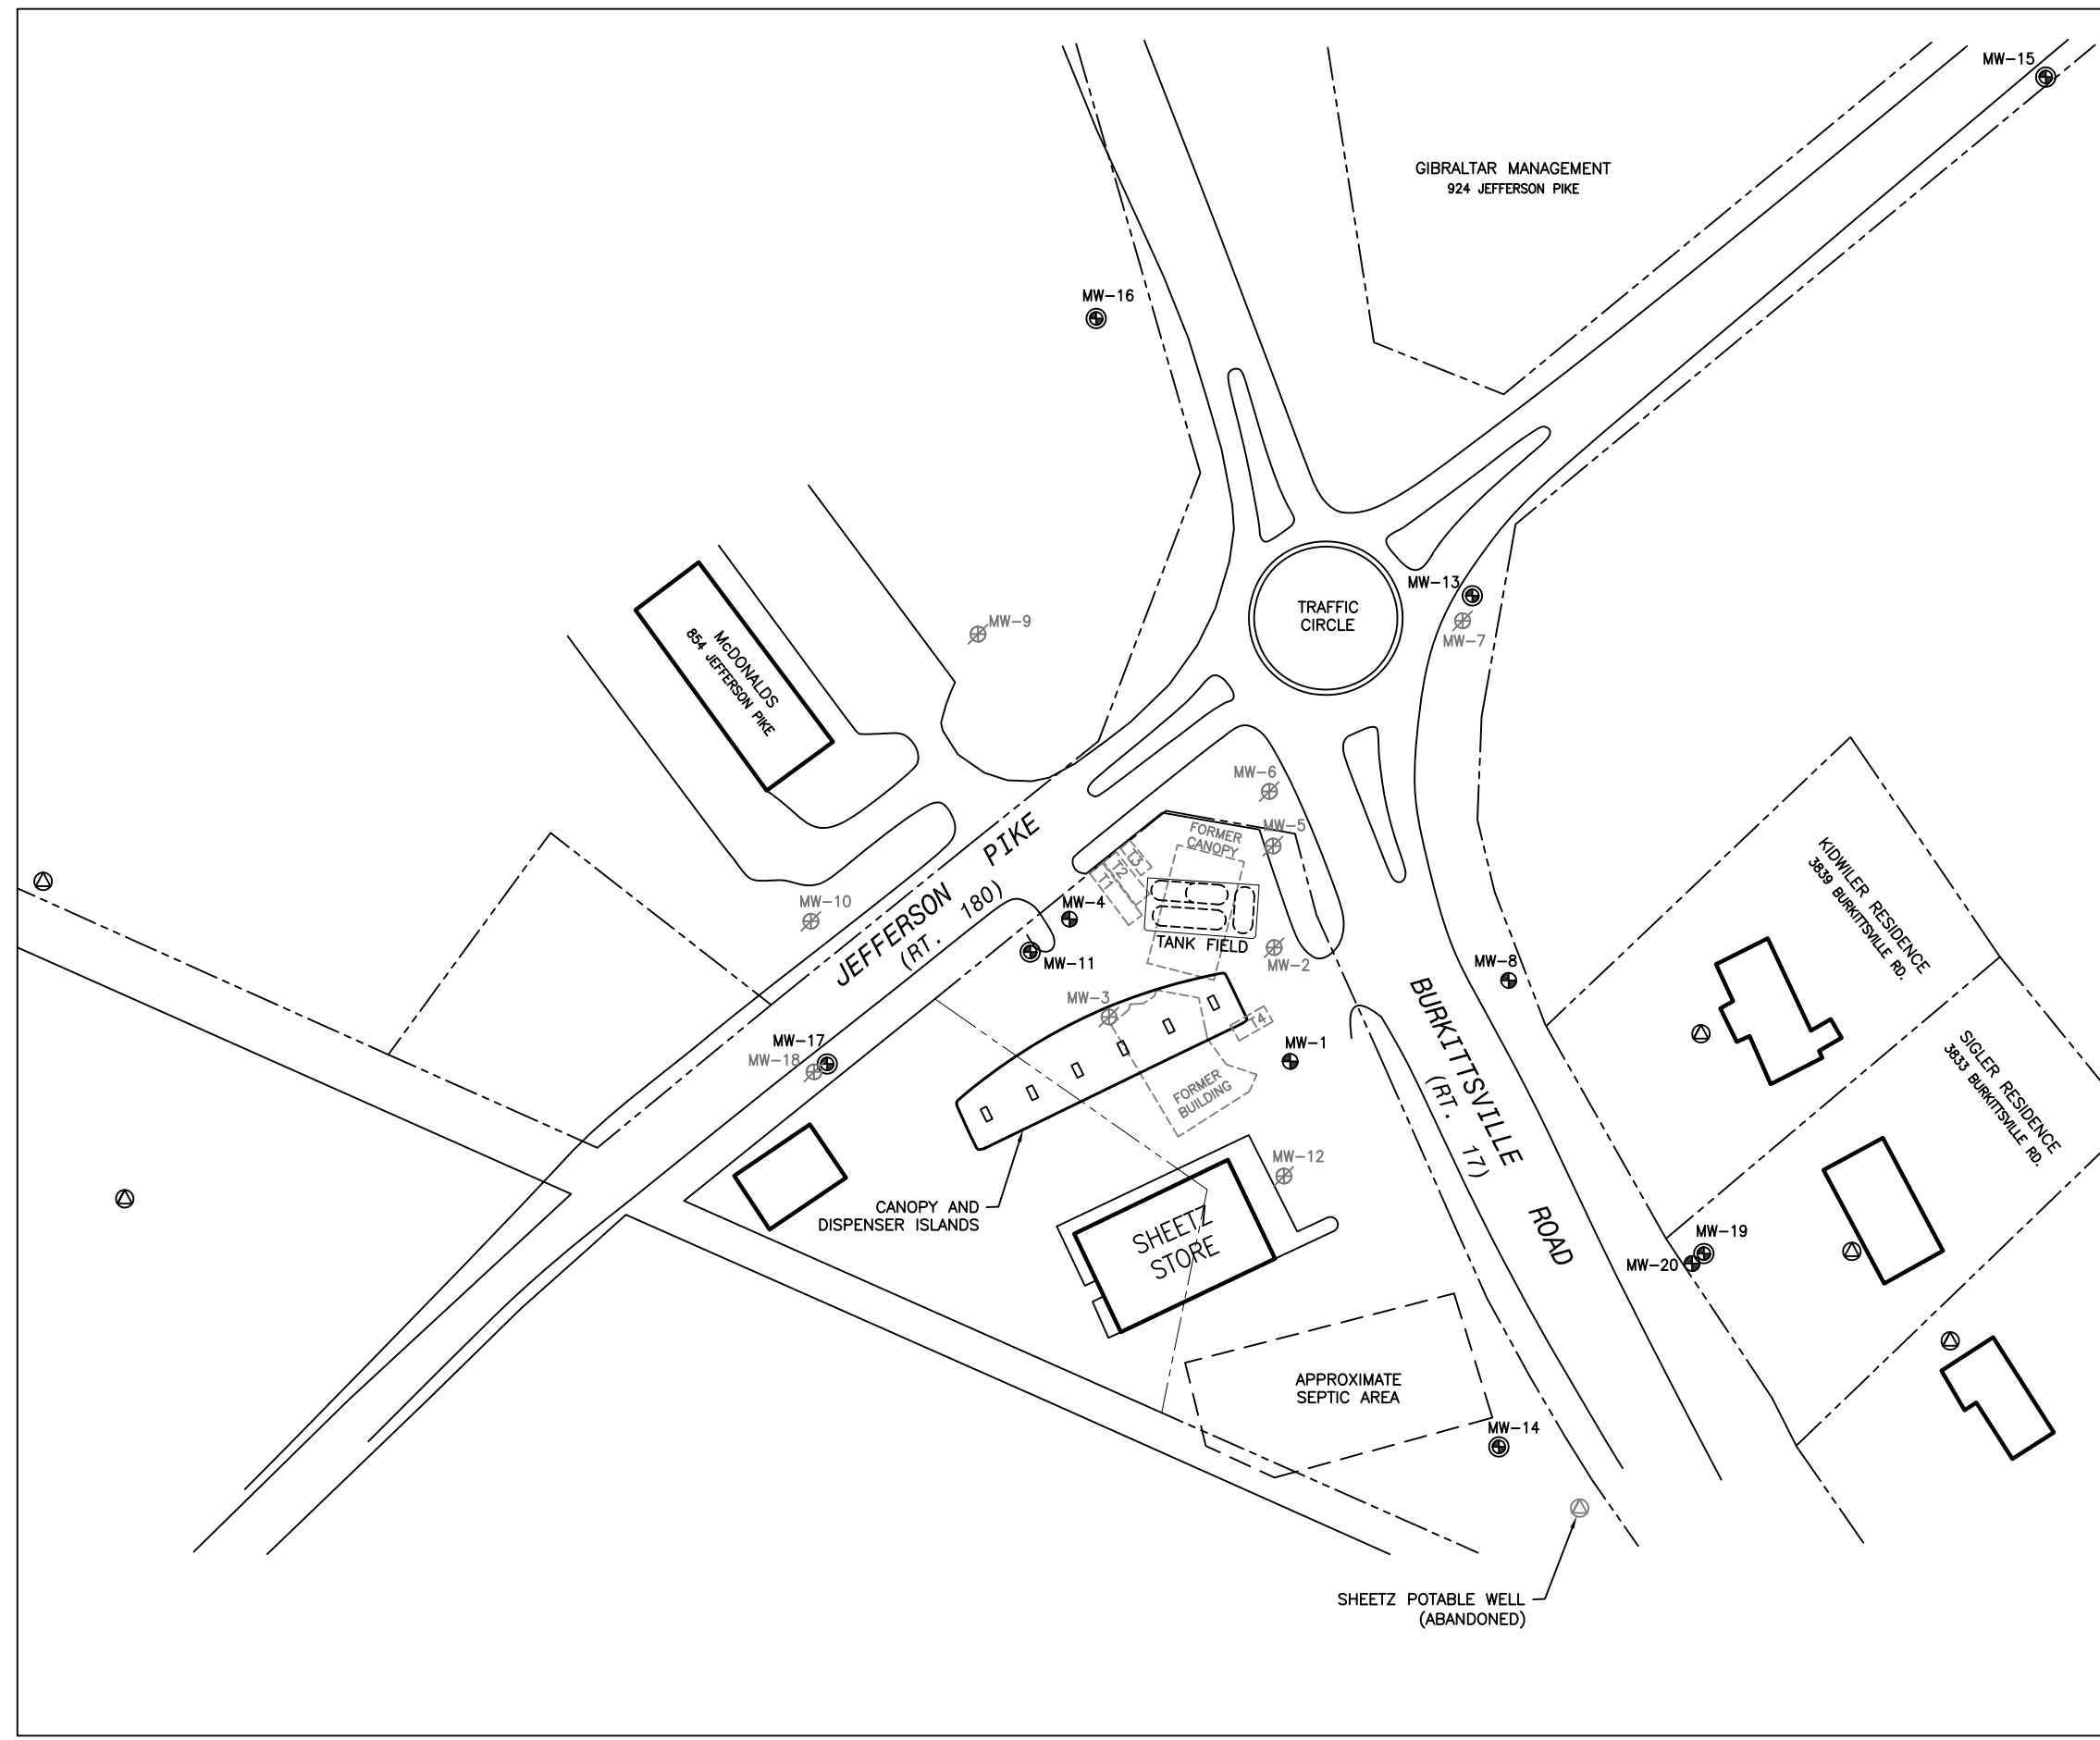 MW-15
GIBRALTAR MANAGEMENT
924 JEFFERSON PIKE
MW-16
MW-13
TRAFFIC
CIRCLE
MW-9
MW-7
McDONALDS
854 JEFFERSON PIKE
MW-6
MW-5
FORMER
CANOPY
T3
T2
T1
JEFFERSON PIKE
(RT. 180)
MW-10
MW-4
TANK FIELD
MW-11
MW-2
MW-8
KIDWILER RESIDENCE
3839 BURKITTSVILLE RD.
MW-3
T4
MW-17
MW-18
MW-1
BURKITTSVILLE ROAD
(RT. 17)
SIGLER RESIDENCE
3833 BURKITTSVILLE RD.
FORMER
BUILDING
MW-12
CANOPY AND
DISPENSER ISLANDS
SHEETZ
STORE
MW-19
MW-20
APPROXIMATE
SEPTIC AREA
MW-14
SHEETZ POTABLE WELL
(ABANDONED)